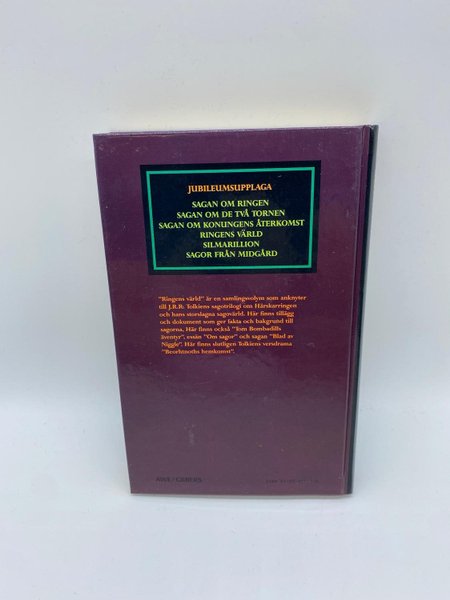 JUBILEUMSUPPLAGA
SAGAN OM RINGEN
SAGAN OM DE TVÅ TORNEN
SAGAN OM KONUNGENS ÅTERKOMST
RINGENS VÄRLD
SILMARILLION
SAGOR FRÅN MIDGÅRD
"Ringens värld" är en samlingsvolym som anknyter
till J.R.R. Tolkiens sagotrilogi om Härskarringen
och hans storslagna sagovärld. Här finns tillägg
och dokument som ger fakta och bakgrund till
sagorna. Här finns också "Tom Bombadills
äventyr", essän "Om sagor" och sagan "Blad av
Niggle". Här finns slutligen Tolkiens versdrama
"Beorhtnoths hemkomst".
AWE/GEBERS
ISBN